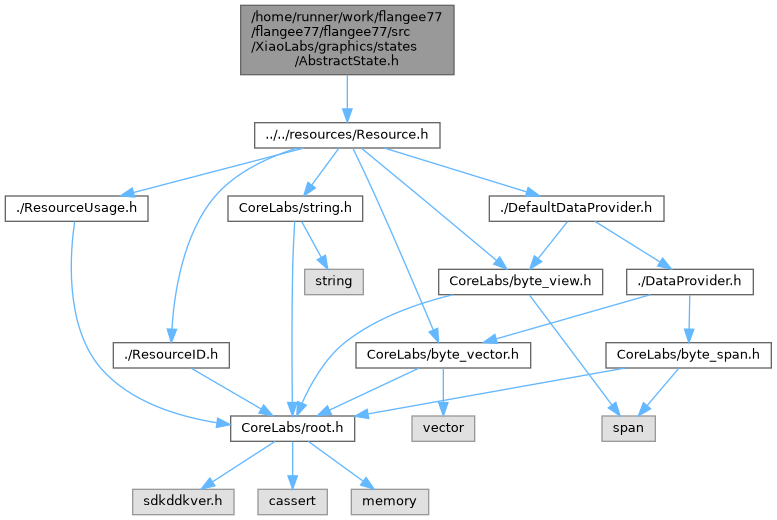 /home/runner/work/flangee77
/flangee77/flangee77/src
/XiaoLabs/graphics/states
/AbstractState.h
../../resources/Resource.h
./ResourceUsage.h
CoreLabs/string.h
./DefaultDataProvider.h
string
CoreLabs/byte_view.h
./DataProvider.h
./ResourceID.h
CoreLabs/byte_vector.h
CoreLabs/byte_span.h
CoreLabs/root.h
vector
span
sdkddkver.h
cassert
memory